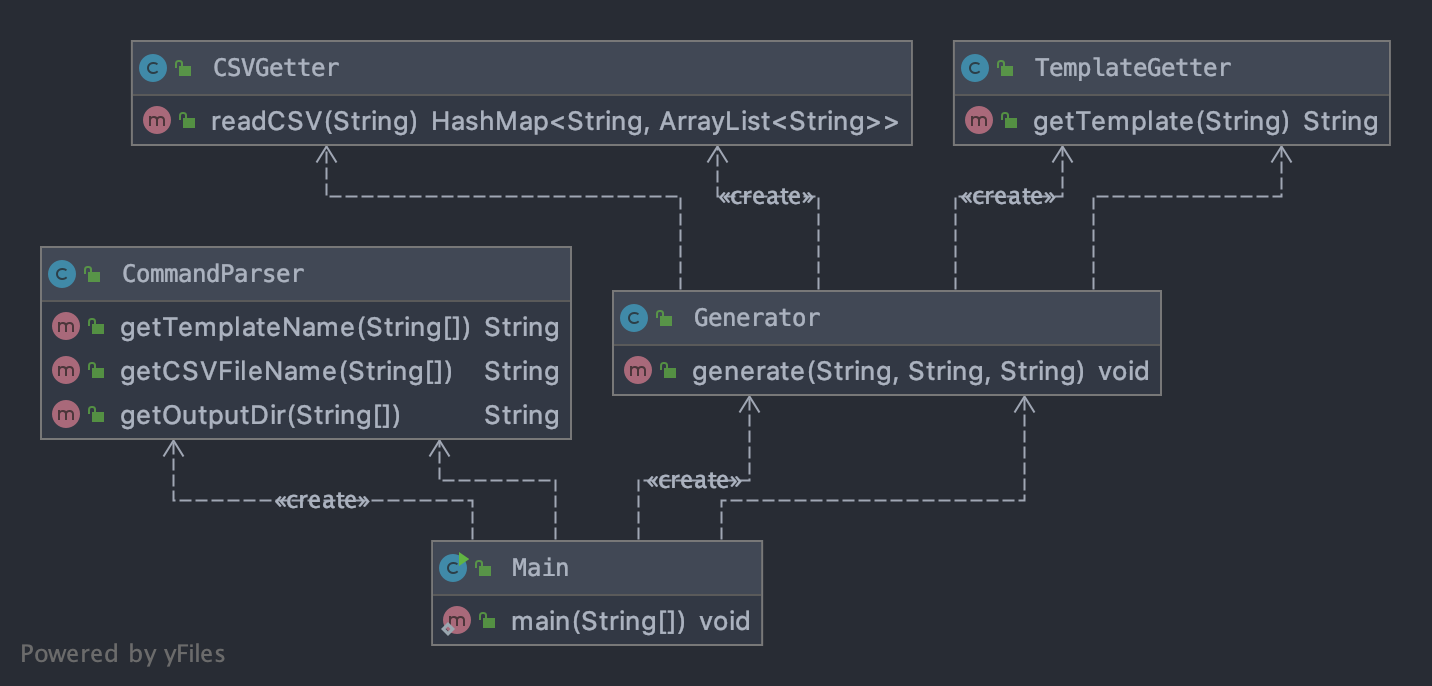 CSVGetter
readCSV(String) HashMap<String, ArrayList<String>>
TemplateGetter
getTemplate(String) String
«create»
«create»
CommandParser
getTemplateName(String[]) String
getCSVFileName(String[]) String
getOutputDir(String[]) String
Generator
generate(String, String, String) void
«create»
«create»
Main
main(String[]) void
Powered by yFiles